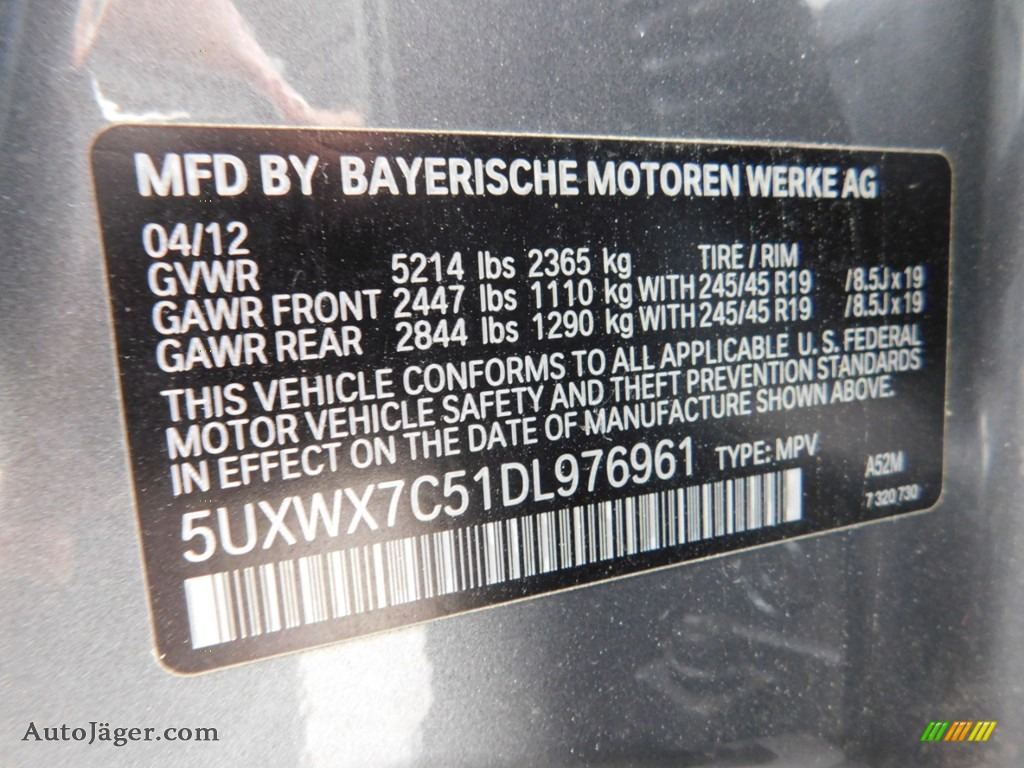 MFD BY BAYERISCHE MOTOREN WERKE AG
04/12 TIRE / RIM
GVWR 5214 lbs 2365 kg
GAWR FRONT 2447 lbs 1110 kg WITH 245/45 R19 /8.5J x 19
GAWR REAR 2844 lbs 1290 kg WITH 245/45 R19 /8.5J x 19
THIS VEHICLE CONFORMS TO ALL APPLICABLE U.S. FEDERAL
MOTOR VEHICLE SAFETY AND THEFT PREVENTION STANDARDS
IN EFFECT ON THE DATE OF MANUFACTURE SHOWN ABOVE.
5UXWX7C51DL976961 TYPE: MPV A52M
7 320 730
AutoJäger.com